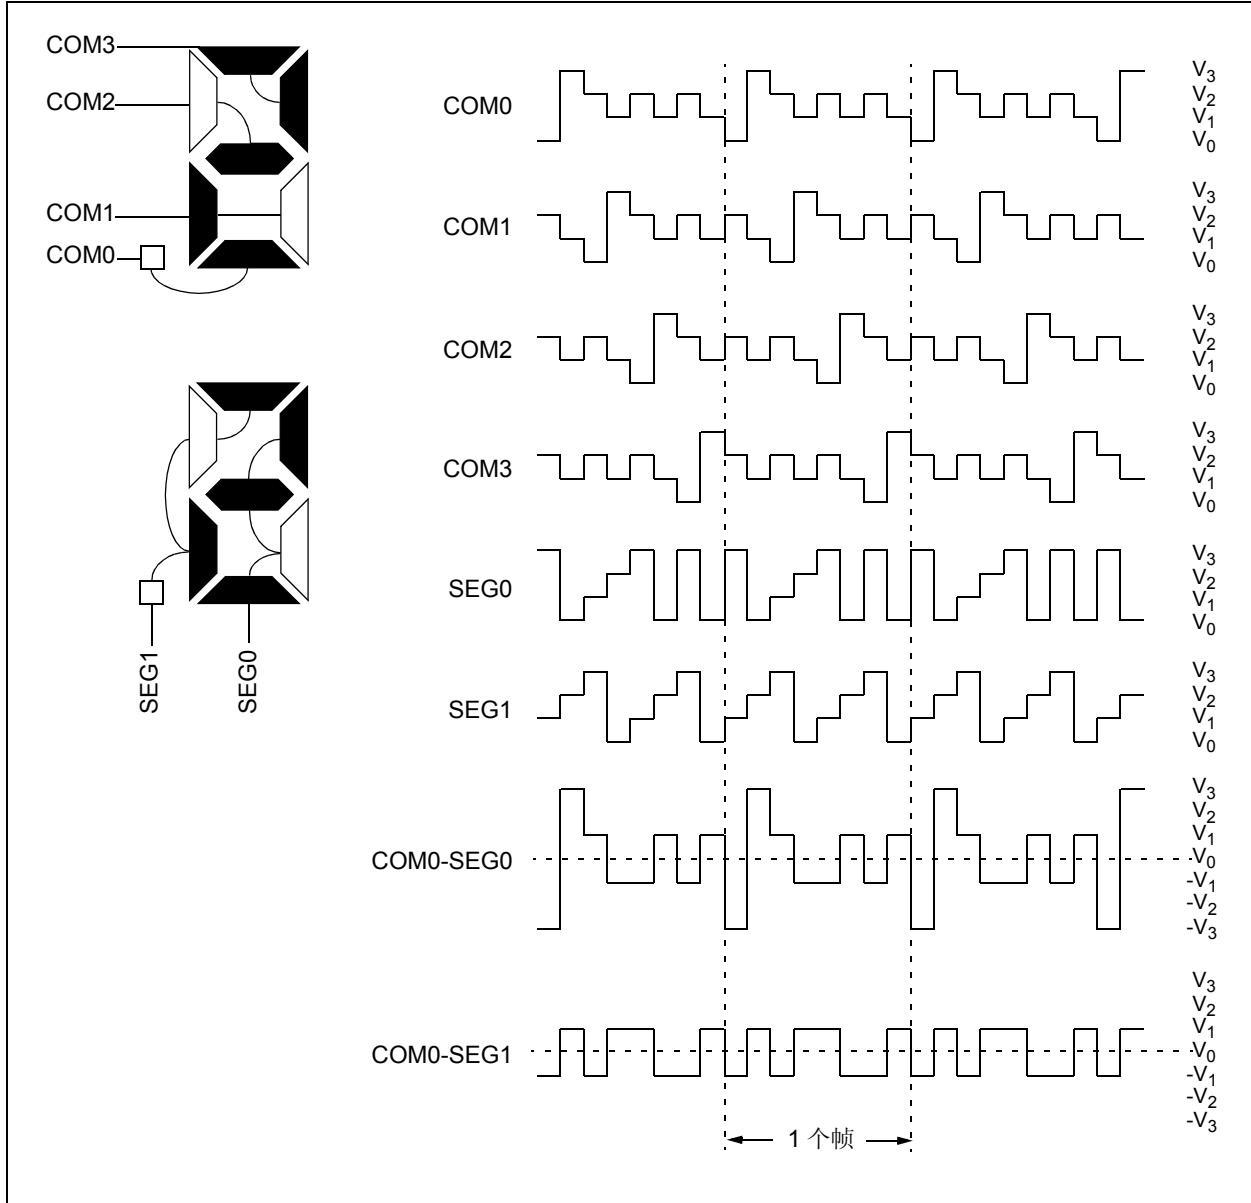 COM3
COM2
COM1
COM0
SEG1
SEG0
COM0
V3
V2
V1
V0
COM1
V3
V2
V1
V0
COM2
V3
V2
V1
V0
COM3
V3
V2
V1
V0
SEG0
V3
V2
V1
V0
SEG1
V3
V2
V1
V0
COM0-SEG0
V3
V2
V1
V0
-V1
-V2
-V3
COM0-SEG1
V3
V2
V1
V0
-V1
-V2
-V3
1 个帧